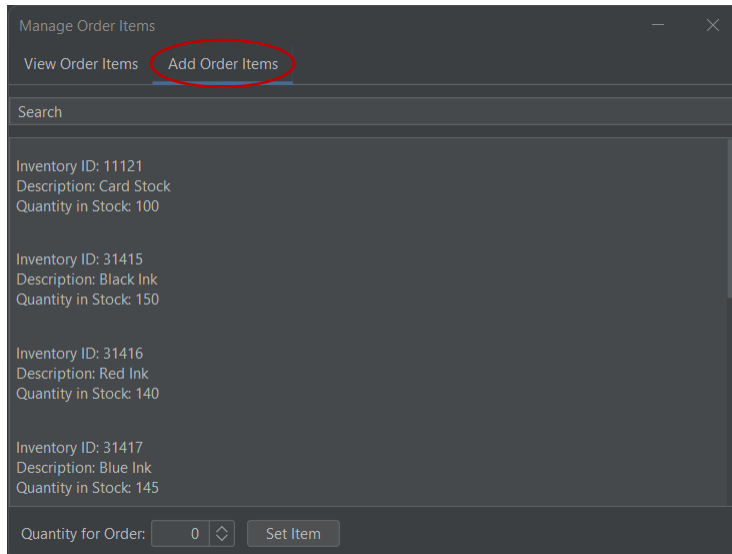 Manage Order Items
View Order Items Add Order Items
Search
Inventory ID: 11121
Description: Card Stock
Quantity in Stock: 100
Inventory ID: 31415
Description: Black Ink
Quantity in Stock: 150
Inventory ID: 31416
Description: Red Ink
Quantity in Stock: 140
Inventory ID: 31417
Description: Blue Ink
Quantity in Stock: 145
Quantity for Order: 0 Set Item